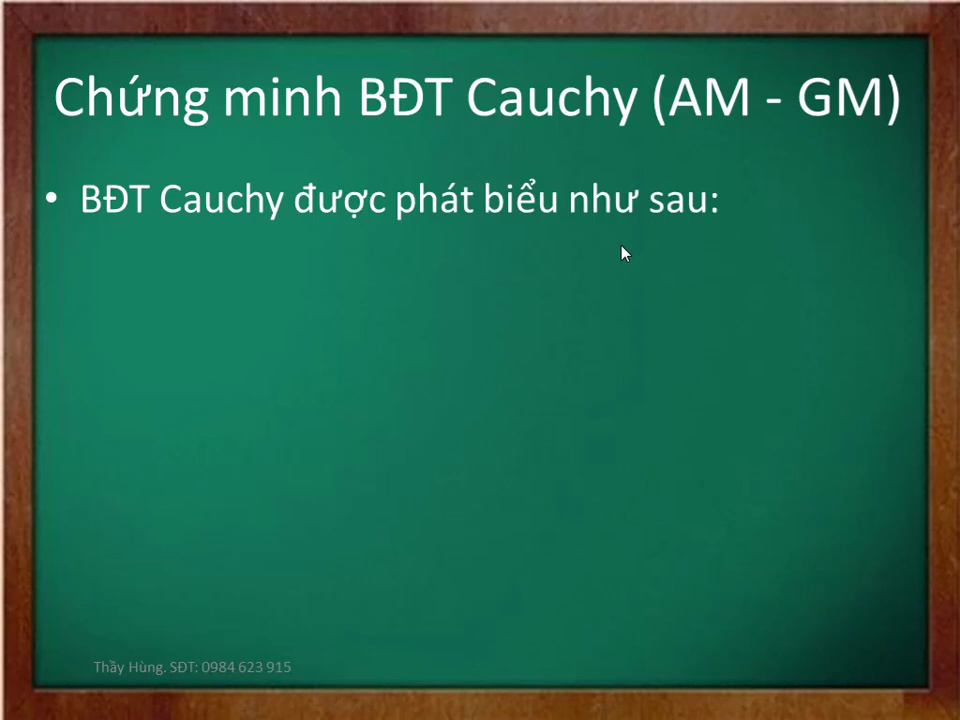 Chứng minh BĐT Cauchy (AM - GM)
• BĐT Cauchy được phát biểu như sau:
Thầy Hùng. SĐT: 0984 623 915